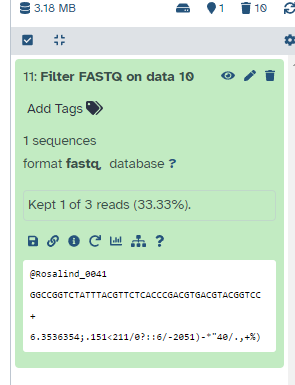 3.18 MB
1
10
11: Filter FASTQ on data 10
Add Tags
1 sequences
format fastq, database ?
Kept 1 of 3 reads (33.33%).
@Rosalind_0041
GGCCGGTCTATTTACGTTCTCACCCGACGTGACGTACGGTCC
+
6.3536354;.151<211/0?::6/-2051)-*"40/.,+%)